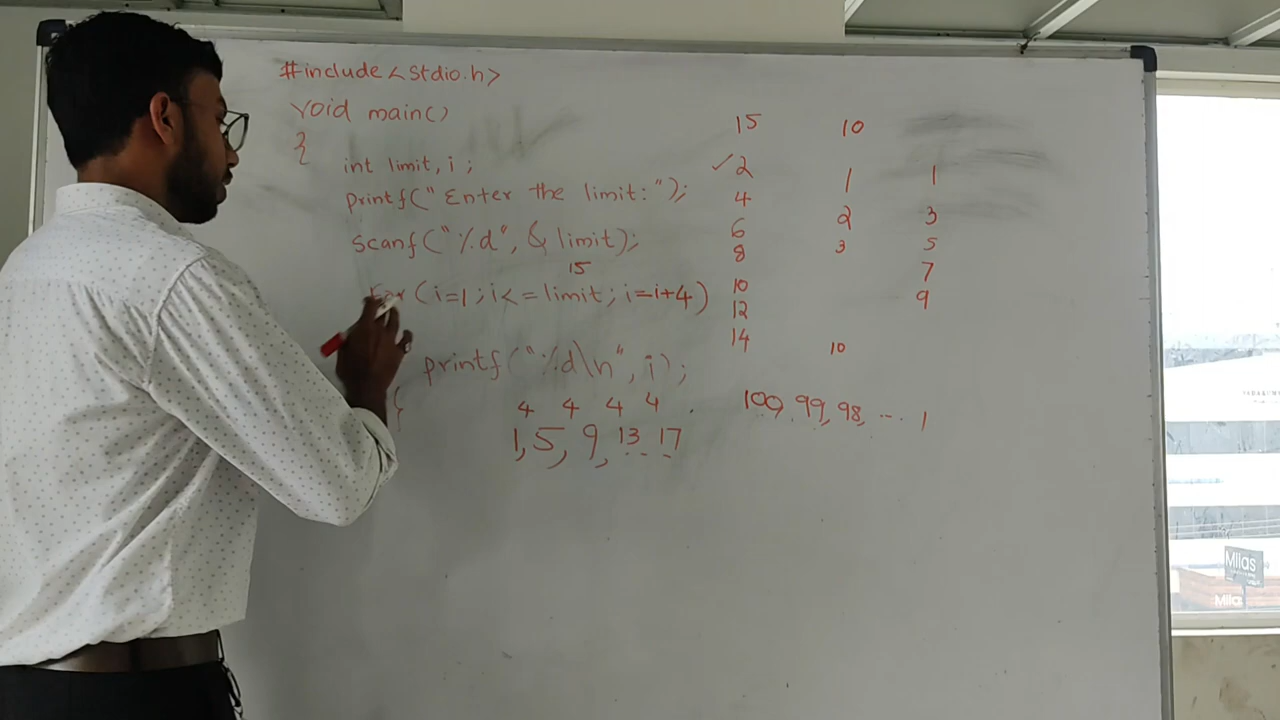 #include<stdio.h>
void main()
{
int limit, i ;
printf("Enter the limit:");
scanf("%d", & limit);
15
for (i=1; i<= limit; i=i+4)
printf("%d\n", i);
}
4 4 4 4
1, 5, 9, 13 17
15
✓2
4
6
8
10
12
14
10
1
2
3
10
1
3
5
7
9
100, 99, 98, ... 1
Milas